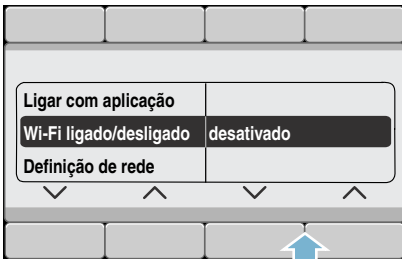 Ligar com aplicação
Wi-Fi ligado/desligado desativado
Definição de rede